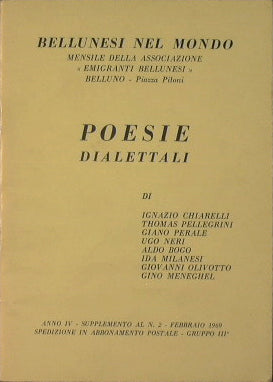 BELLUNESI NEL MONDO
MENSILE DELLA ASSOCIAZIONE
« EMIGRANTI BELLUNESI »
BELLUNO - Piazza Piloni
POESIE
DIALETTALI
DI
IGNAZIO CHIARELLI
THOMAS PELLEGRINI
GIANO PERALE
UGO NERI
ALDO BOGO
IDA MILANESI
GIOVANNI OLIVOTTO
GINO MENEGHEL
ANNO IV - SUPPLEMENTO AL N. 2 - FEBBRAIO 1969
SPEDIZIONE IN ABBONAMENTO POSTALE - GRUPPO IIIº